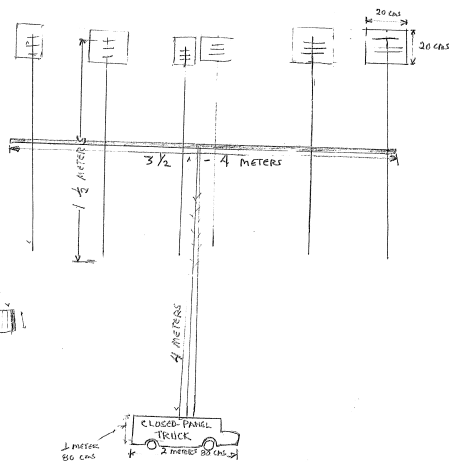 20 CMS
20 CMS
3 1/2 - 4 METERS
1 1/2 METERS
4 METERS
CLOSED-PANEL
TRUCK
1 METER
80 CMS
2 METERS 80 CMS